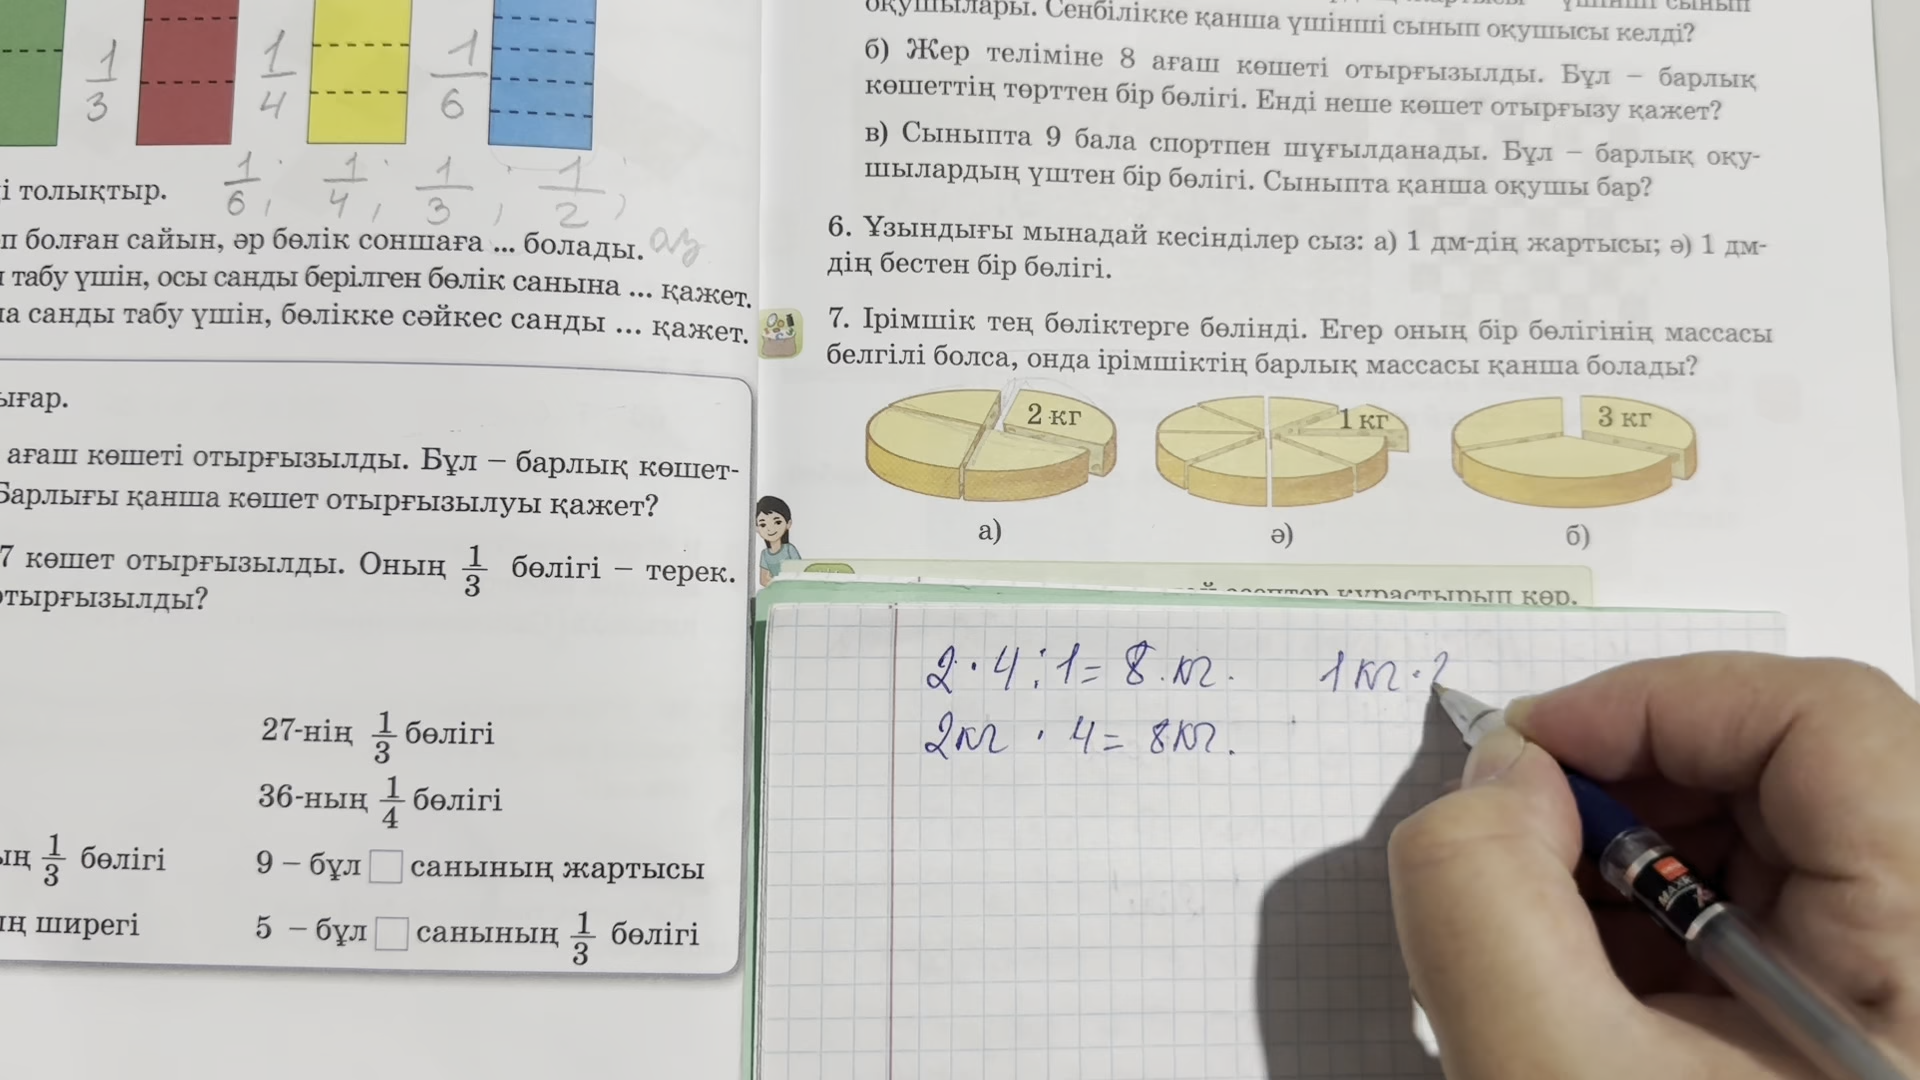 1/3
1/4
1/6
1/6, 1/4, 1/3, 1/2,
і толықтыр.
п болған сайын, әр бөлік соншаға ... болады. аз
табу үшін, осы санды берілген бөлік санына ... қажет.
а санды табу үшін, бөлікке сәйкес санды ... қажет.
ығар.
ағаш көшеті отырғызылды. Бұл – барлық көшет-
Барлығы қанша көшет отырғызылуы қажет?
7 көшет отырғызылды. Оның 1/3 бөлігі – терек.
отырғызылды?
27-нің 1/3 бөлігі
36-ның 1/4 бөлігі
ың 1/3 бөлігі
9 – бұл □ санының жартысы
ың ширегі
5 – бұл □ санының 1/3 бөлігі
оқушылары. Сенбілікке қанша үшінші сынып оқушысы келді?
б) Жер теліміне 8 ағаш көшеті отырғызылды. Бұл – барлық
көшеттің төрттен бір бөлігі. Енді неше көшет отырғызу қажет?
в) Сыныпта 9 бала спортпен шұғылданады. Бұл – барлық оқу-
шылардың үштен бір бөлігі. Сыныпта қанша оқушы бар?
6. Ұзындығы мынадай кесінділер сыз: а) 1 дм-дің жартысы; ә) 1 дм-
дің бестен бір бөлігі.
7. Ірімшік тең бөліктерге бөлінді. Егер оның бір бөлігінің массасы
белгілі болса, онда ірімшіктің барлық массасы қанша болады?
2 кг
1 кг
3 кг
а)
ә)
б)
құрастырып көр.
2·4:1= 8 кг. 1 кг·
2кг · 4= 8кг.